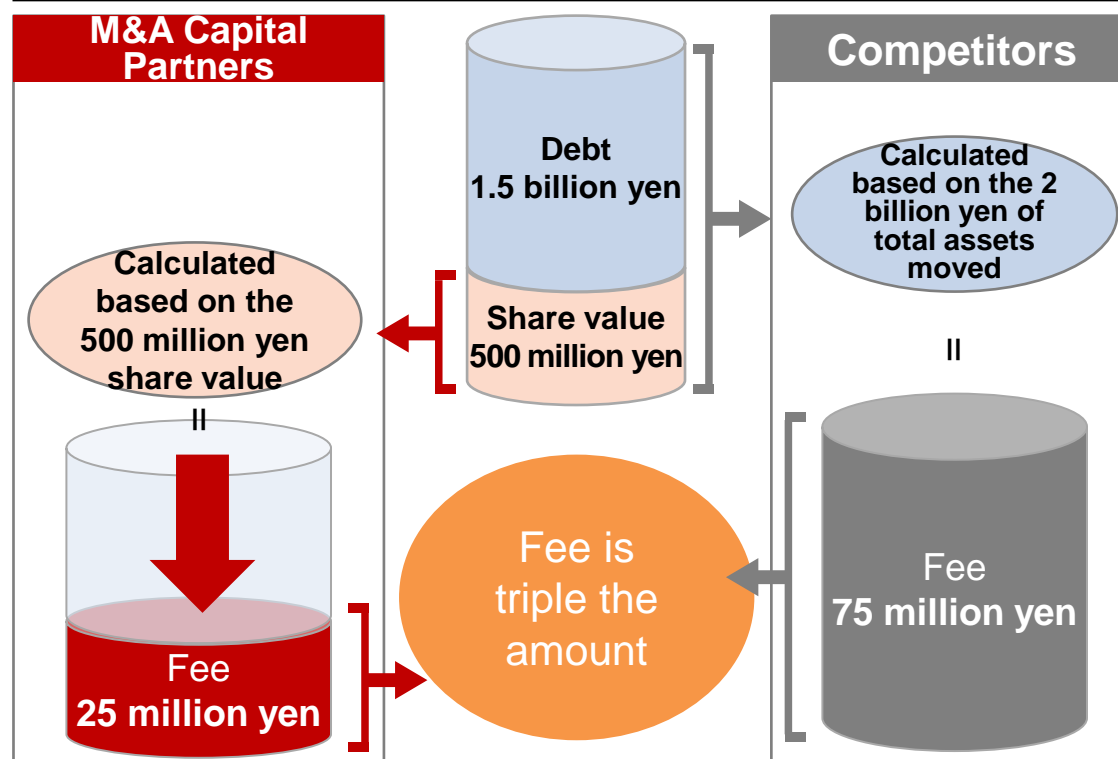 M&A Capital
Partners
Debt
1.5 billion yen
Share value
500 million yen
Competitors
Calculated
based on the 2
billion yen of
total assets
moved
Calculated
based on the
500 million yen
share value
=
=
Fee
25 million yen
Fee is
triple the
amount
Fee
75 million yen